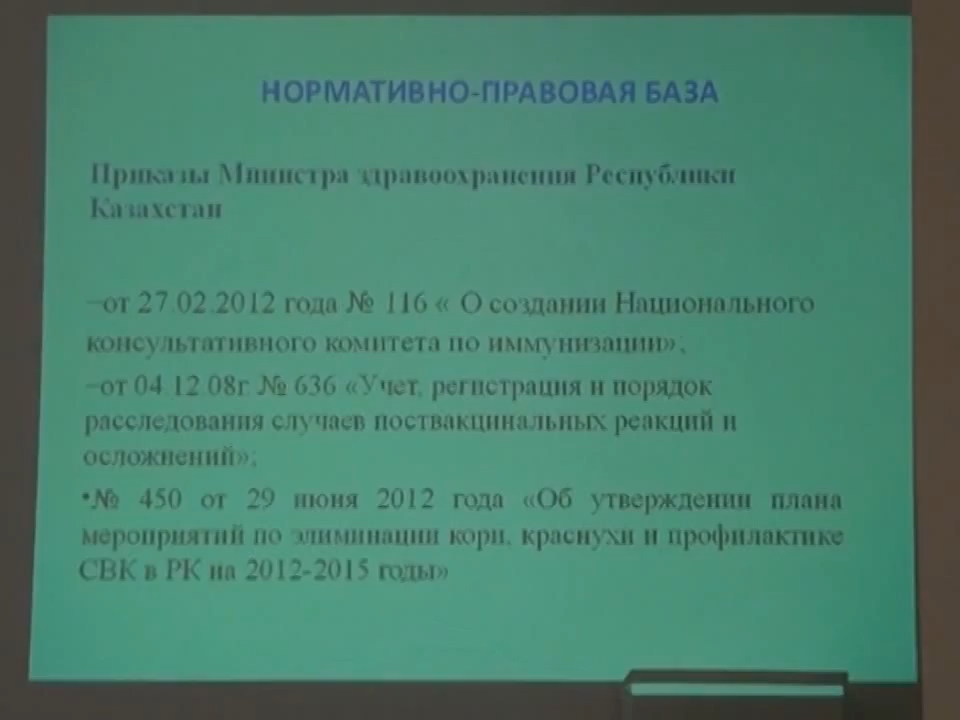 НОРМАТИВНО-ПРАВОВАЯ БАЗА
Приказы Министра здравоохранения Республики
Казахстан
–от 27.02.2012 года № 116 « О создании Национального
консультативного комитета по иммунизации»;
–от 04.12.08г. № 636 «Учет, регистрация и порядок
расследования случаев поствакцинальных реакций и
осложнений»;
•№ 450 от 29 июня 2012 года «Об утверждении плана
мероприятий по элиминации кори, краснухи и профилактике
СВК в РК на 2012-2015 годы»